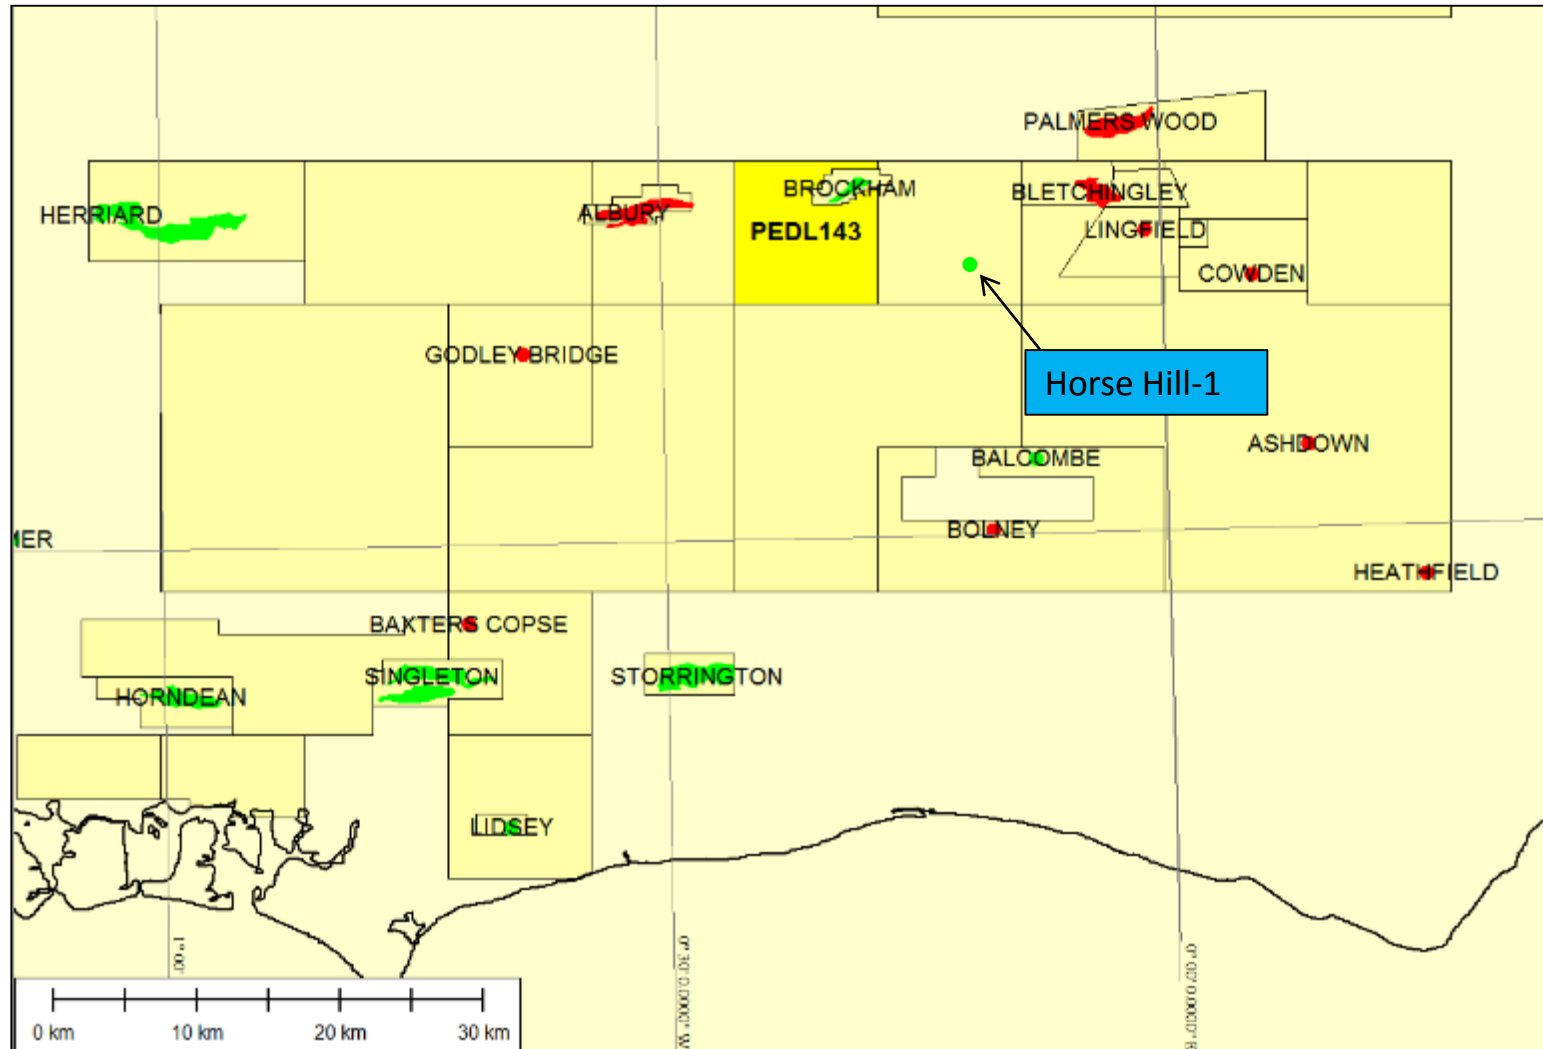 PALMERS WOOD
BROCKHAM
BLETCHINGLEY
HERRIARD
ALBURY
PEDL143
LINGFIELD
COWDEN
GODLEY BRIDGE
Horse Hill-1
ASHDOWN
BALCOMBE
BOLNEY
HEATHFIELD
BAXTERS COPSE
SINGLETON
STORRINGTON
HORNDEAN
LIDSEY
0 km
10 km
20 km
30 km